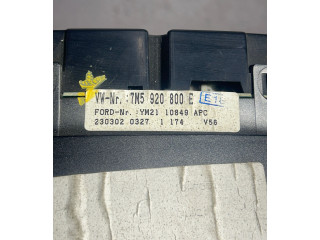 VW-Nr.:7M5 920 800 E
FORD-Nr.:YM21 10849 APC
230302 0327 1 174 V56